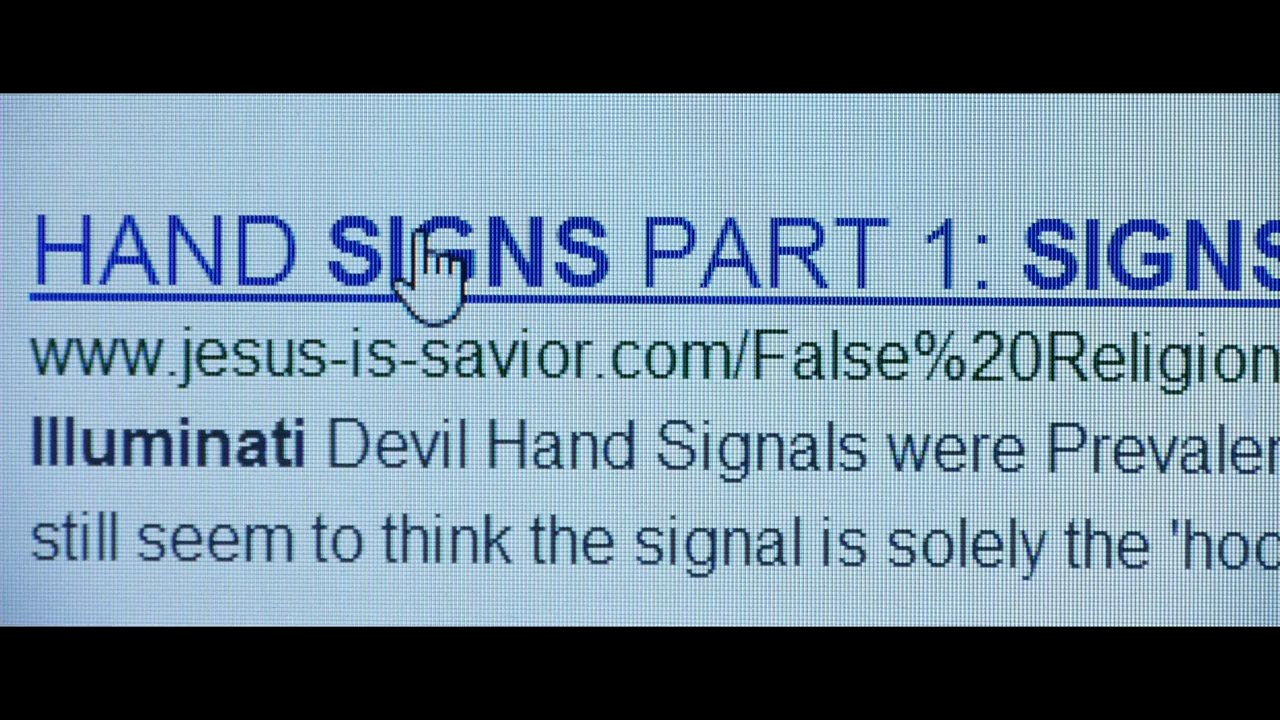 HAND SIGNS PART 1: SIGNS
www.jesus-is-savior.com/False%20Religion
Illuminati Devil Hand Signals were Prevalen
still seem to think the signal is solely the 'hoo